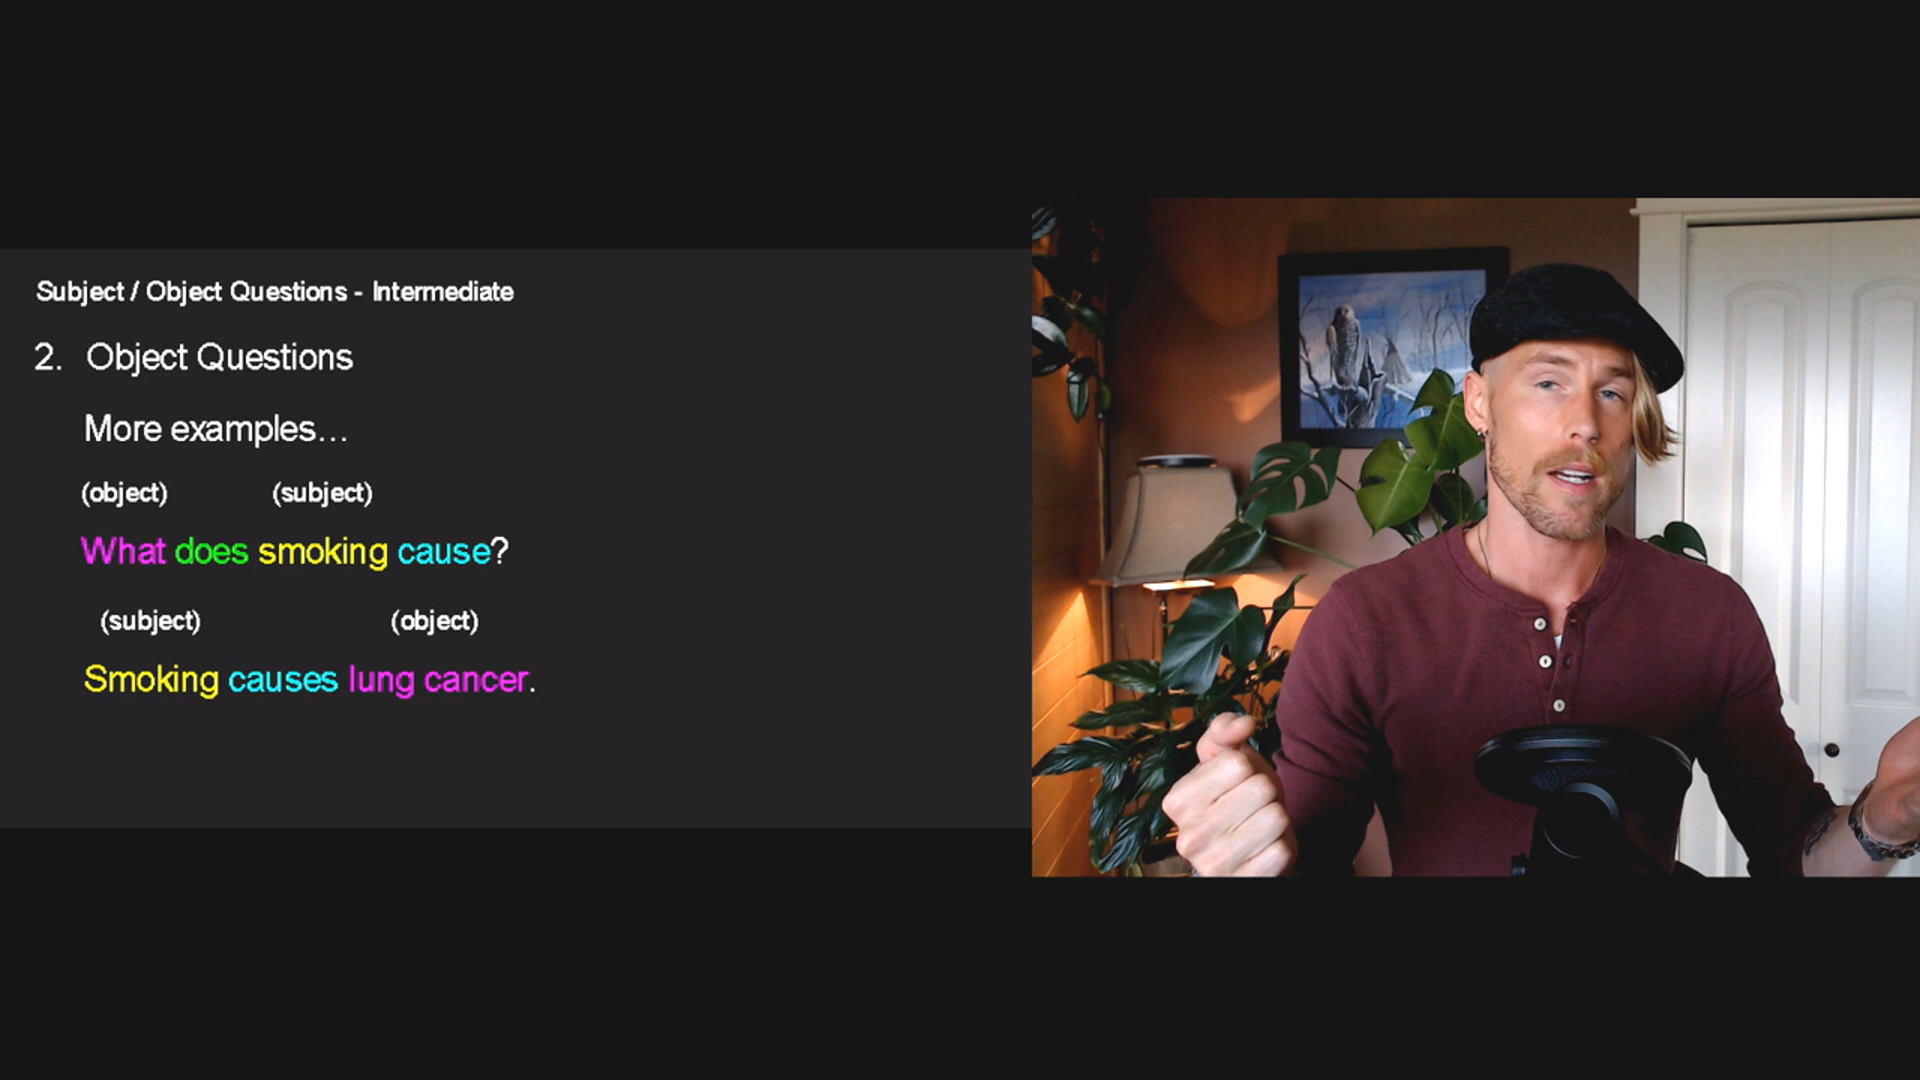 Subject / Object Questions - Intermediate
2. Object Questions
More examples...
(object) (subject)
What does smoking cause?
(subject) (object)
Smoking causes lung cancer.